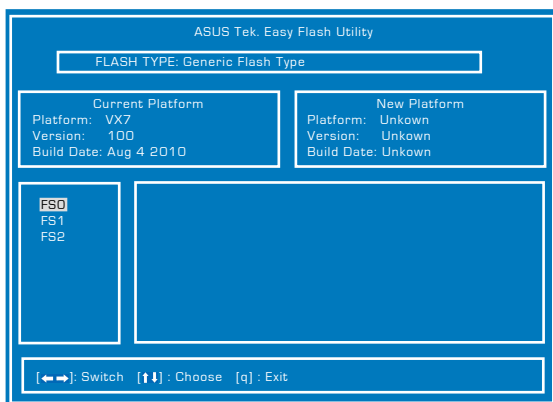 ASUS Tek. Easy Flash Utility
FLASH TYPE: Generic Flash Type
Current Platform
Platform: VX7
Version: 100
Build Date: Aug 4 2010
New Platform
Platform: Unkown
Version: Unkown
Build Date: Unkown
FS0
FS1
FS2
[←→]: Switch [↑↓] : Choose [q] : Exit